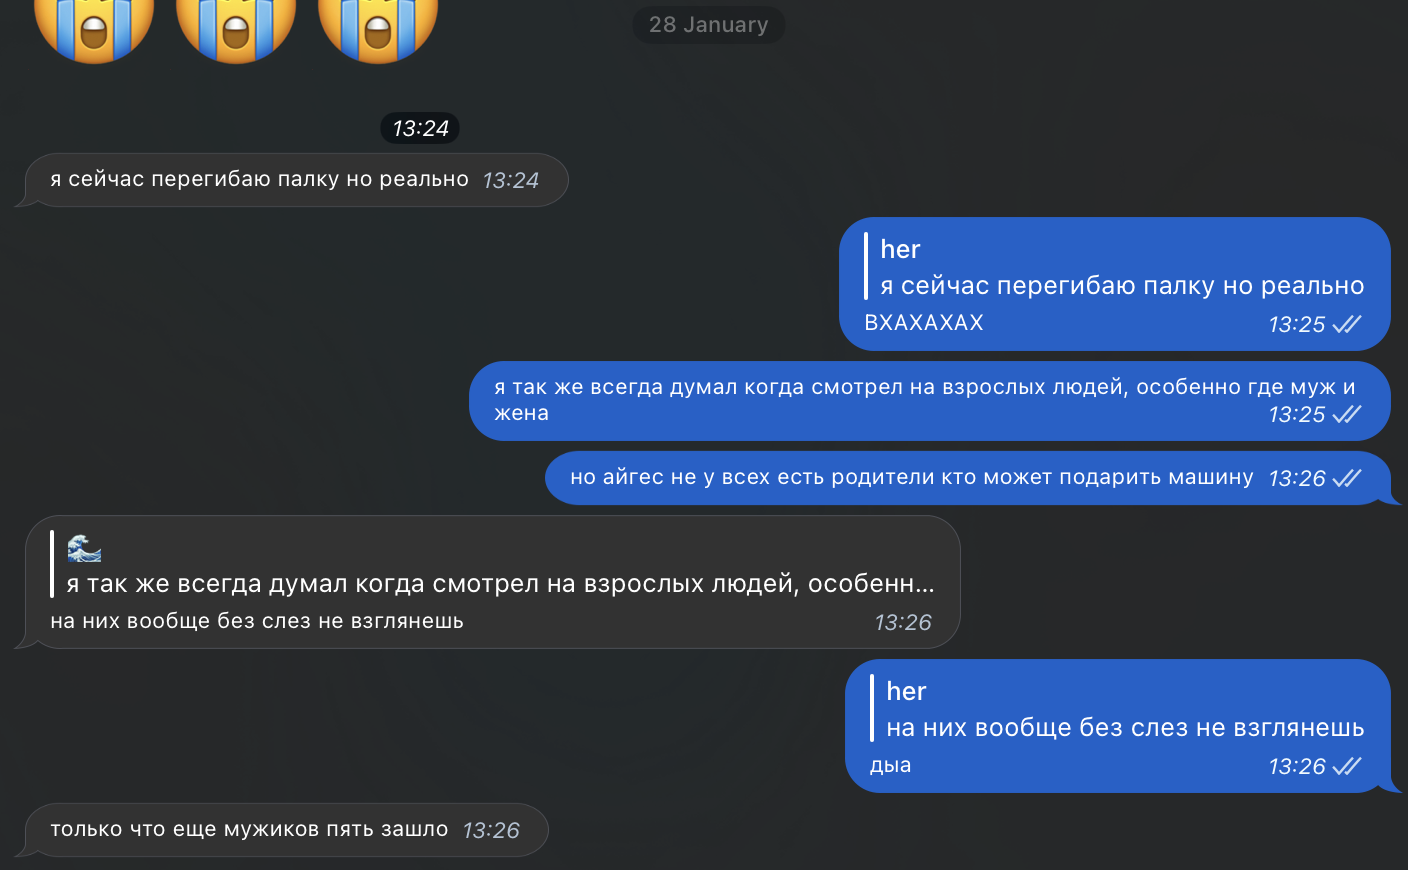 28 January
13:24
я сейчас перегибаю палку но реально 13:24
her
я сейчас перегибаю палку но реально
ВХАХАХАХ 13:25
я так же всегда думал когда смотрел на взрослых людей, особенно где муж и
жена 13:25
но айгес не у всех есть родители кто может подарить машину 13:26
я так же всегда думал когда смотрел на взрослых людей, особенн...
на них вообще без слез не взглянешь 13:26
her
на них вообще без слез не взглянешь
дыа 13:26
только что еще мужиков пять зашло 13:26